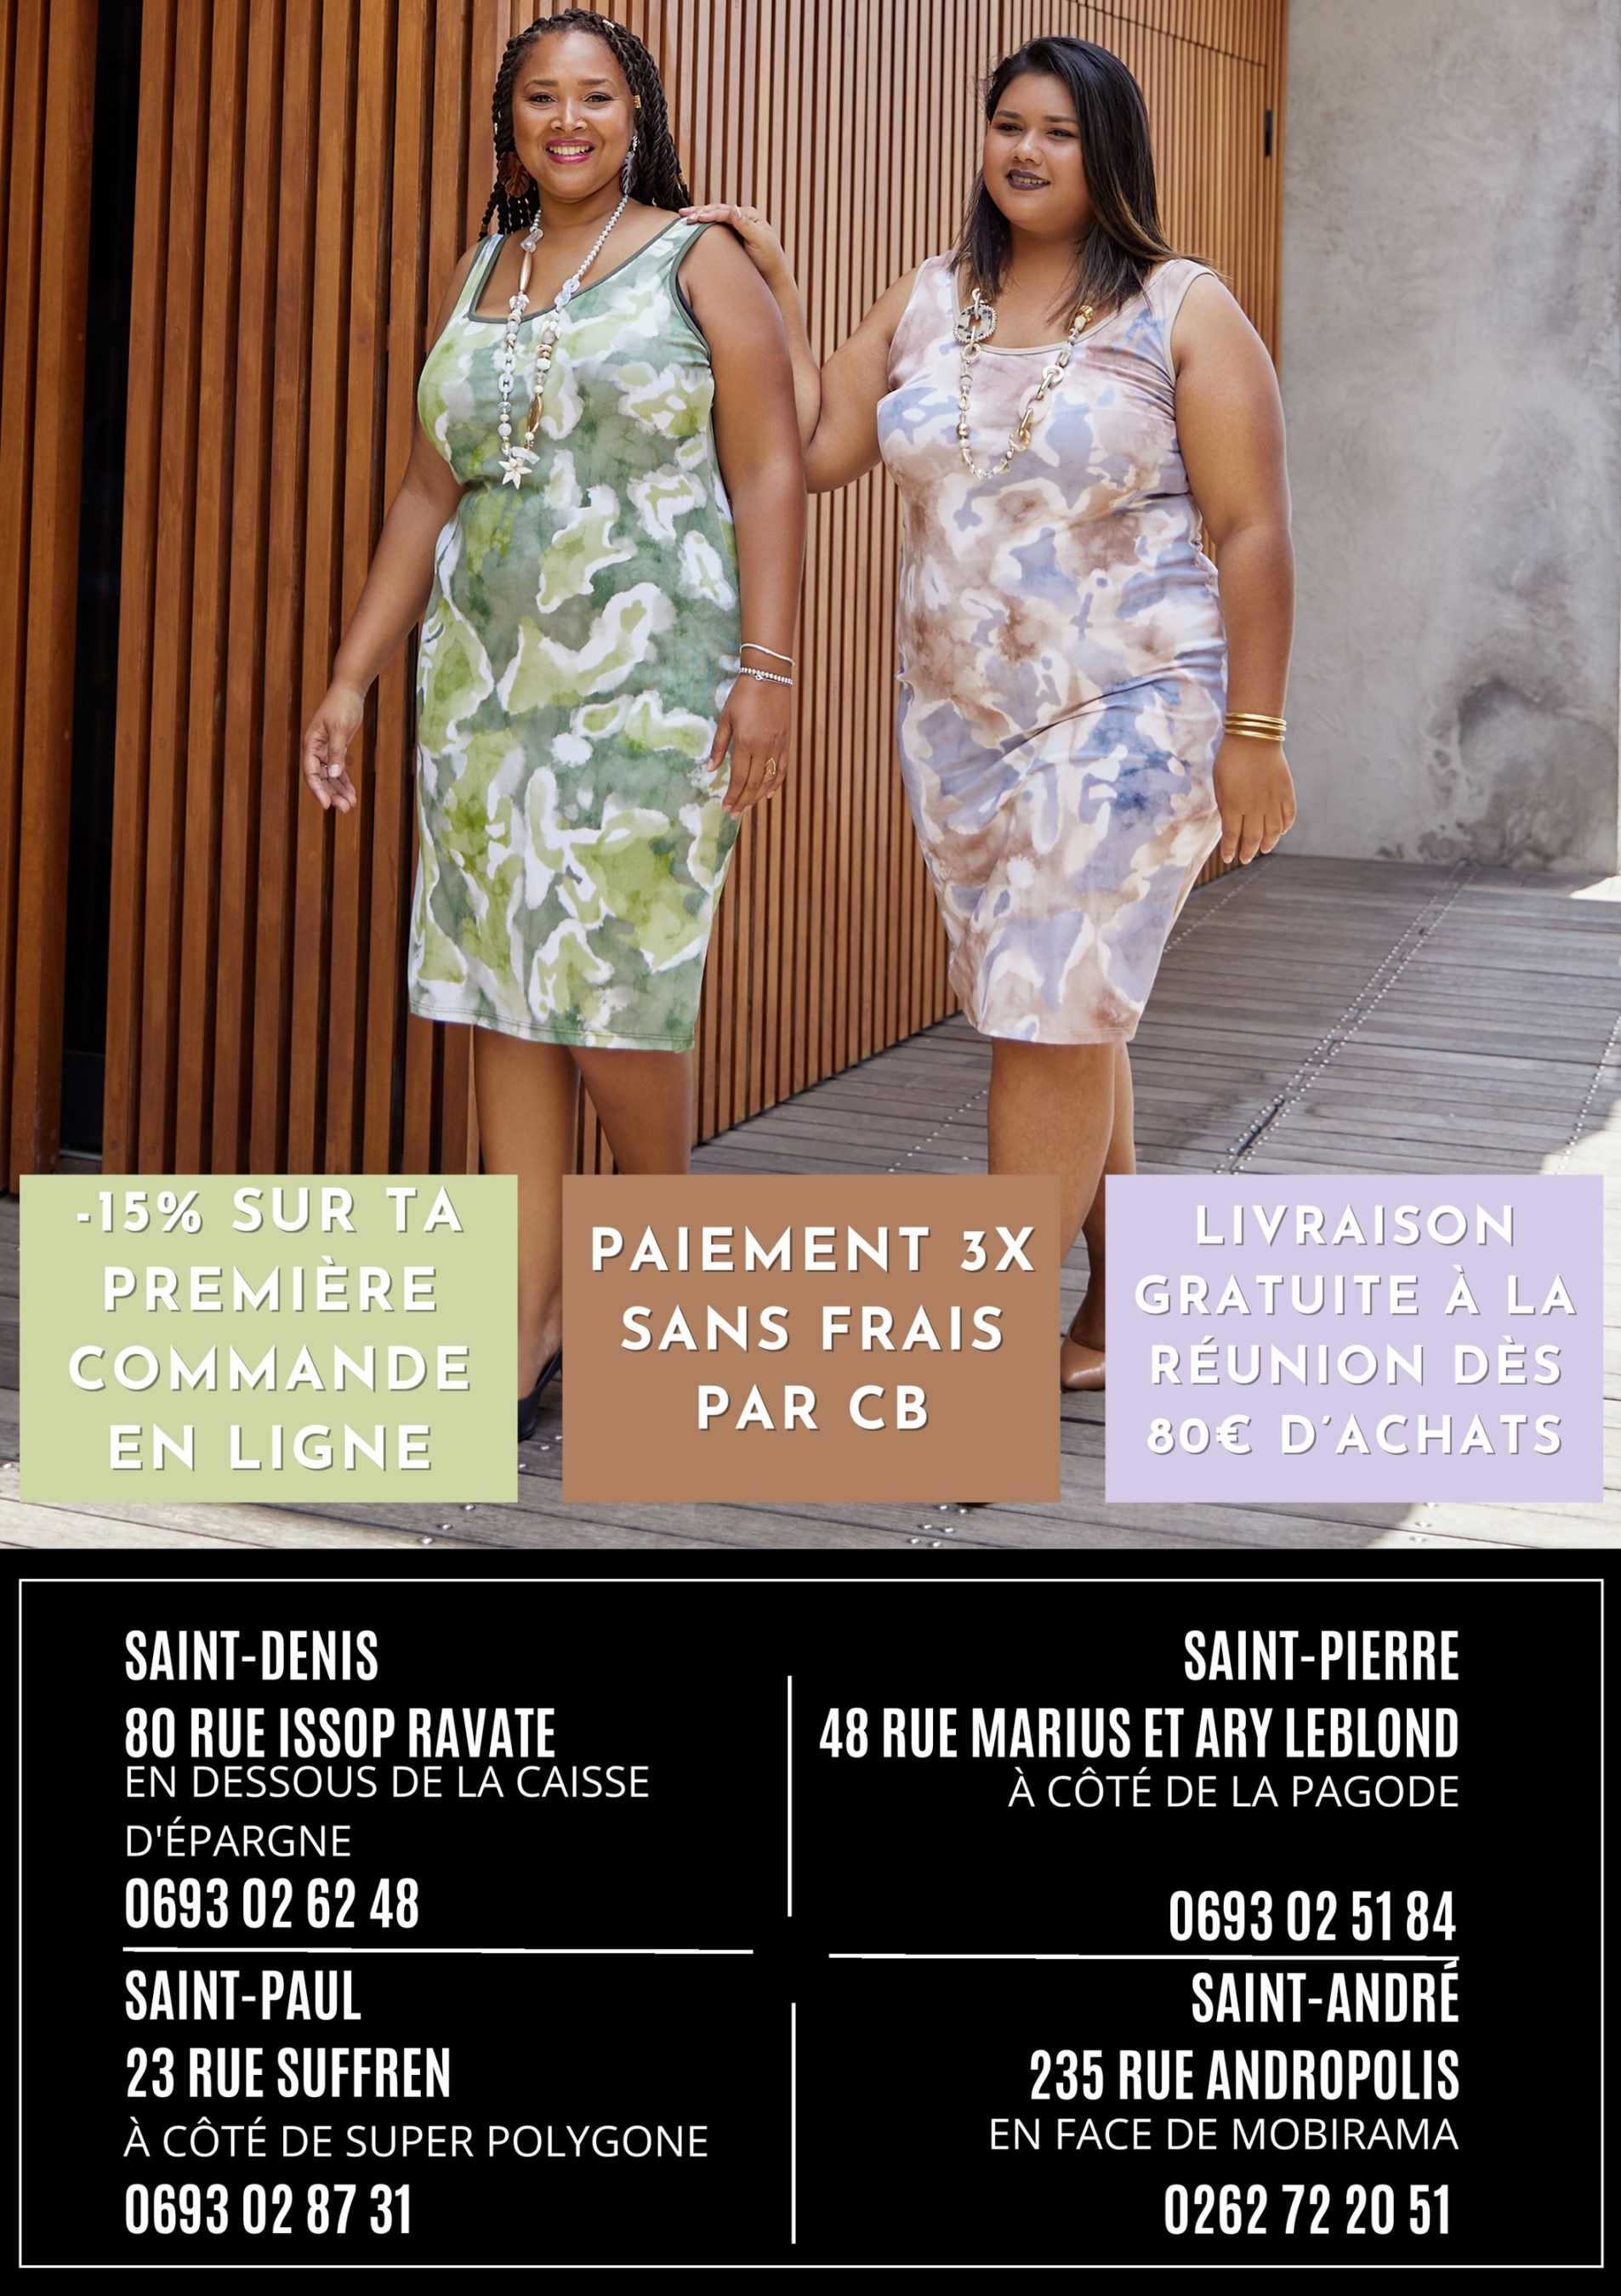 -15% SUR TA
PREMIÈRE
COMMANDE
EN LIGNE
PAIEMENT 3X
SANS FRAIS
PAR CB
LIVRAISON
GRATUITE À LA
RÉUNION DÈS
80€ D'ACHATS
SAINT-DENIS
80 RUE ISSOP RAVATE
EN DESSOUS DE LA CAISSE
D'ÉPARGNE
0693 02 62 48
SAINT-PIERRE
48 RUE MARIUS ET ARY LEBLOND
À CÔTÉ DE LA PAGODE
0693 02 51 84
SAINT-PAUL
23 RUE SUFFREN
À CÔTÉ DE SUPER POLYGONE
0693 02 87 31
SAINT-ANDRÉ
235 RUE ANDROPOLIS
EN FACE DE MOBIRAMA
0262 72 20 51